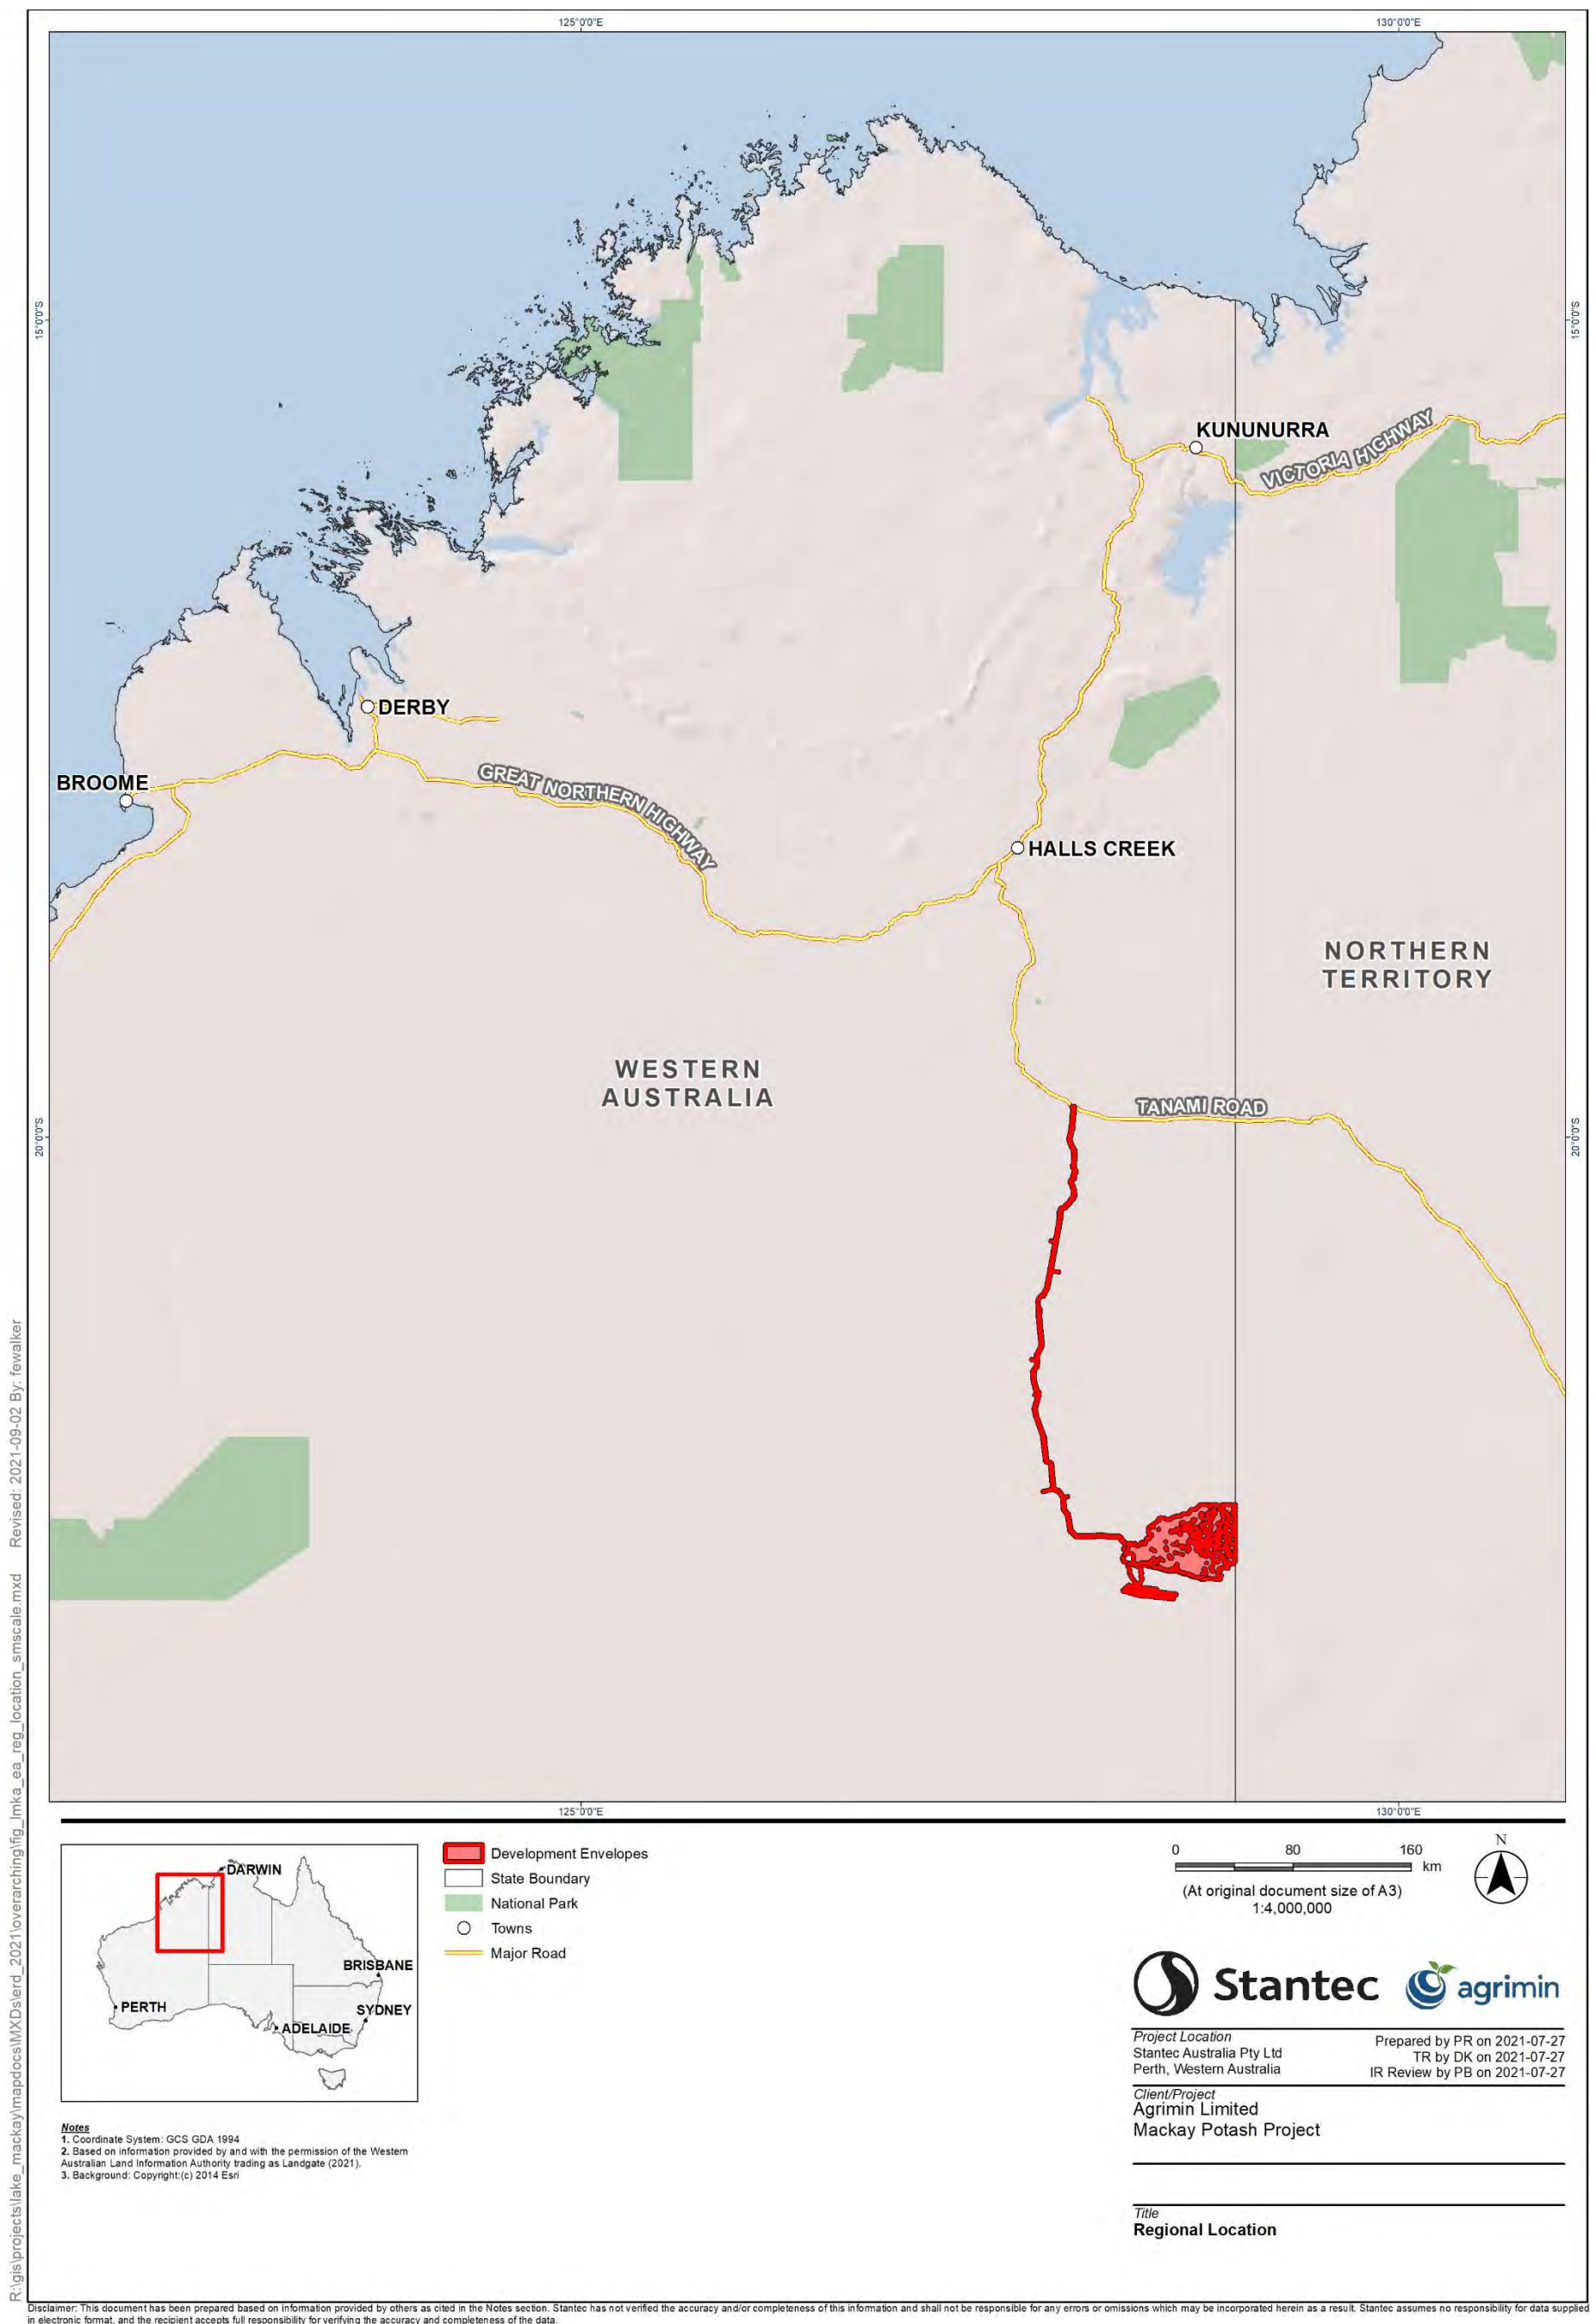 125°0'0"E
130°0'0"E
15°0'0"S
15°0'0"S
KUNUNURRA
VICTORIA HIGHWAY
DERBY
BROOME
GREAT NORTHERN HIGHWAY
HALLS CREEK
NORTHERN
TERRITORY
WESTERN
AUSTRALIA
TANAMI ROAD
20°0'0"S
20°0'0"S
125°0'0"E
130°0'0"E
R:\gis\projects\lake_mackay\mapdocs\MXDs\erd_2021\overarching\fig_lmka_ea_reg_location_smscale.mxd Revised: 2021-09-02 By: fewalker
DARWIN
BRISBANE
PERTH
SYDNEY
ADELAIDE
Development Envelopes
State Boundary
National Park
Towns
Major Road
0 80 160
km
N
(At original document size of A3)
1:4,000,000
Stantec
agrimin
Project Location
Stantec Australia Pty Ltd
Perth, Western Australia
Prepared by PR on 2021-07-27
TR by DK on 2021-07-27
IR Review by PB on 2021-07-27
Client/Project
Agrimin Limited
Mackay Potash Project
Title
Regional Location
Notes
1. Coordinate System: GCS GDA 1994
2. Based on information provided by and with the permission of the Western
Australian Land Information Authority trading as Landgate (2021).
3. Background: Copyright:(c) 2014 Esri
Disclaimer: This document has been prepared based on information provided by others as cited in the Notes section. Stantec has not verified the accuracy and/or completeness of this information and shall not be responsible for any errors or omissions which may be incorporated herein as a result. Stantec assumes no responsibility for data supplied
in electronic format, and the recipient accepts full responsibility for verifying the accuracy and completeness of the data.